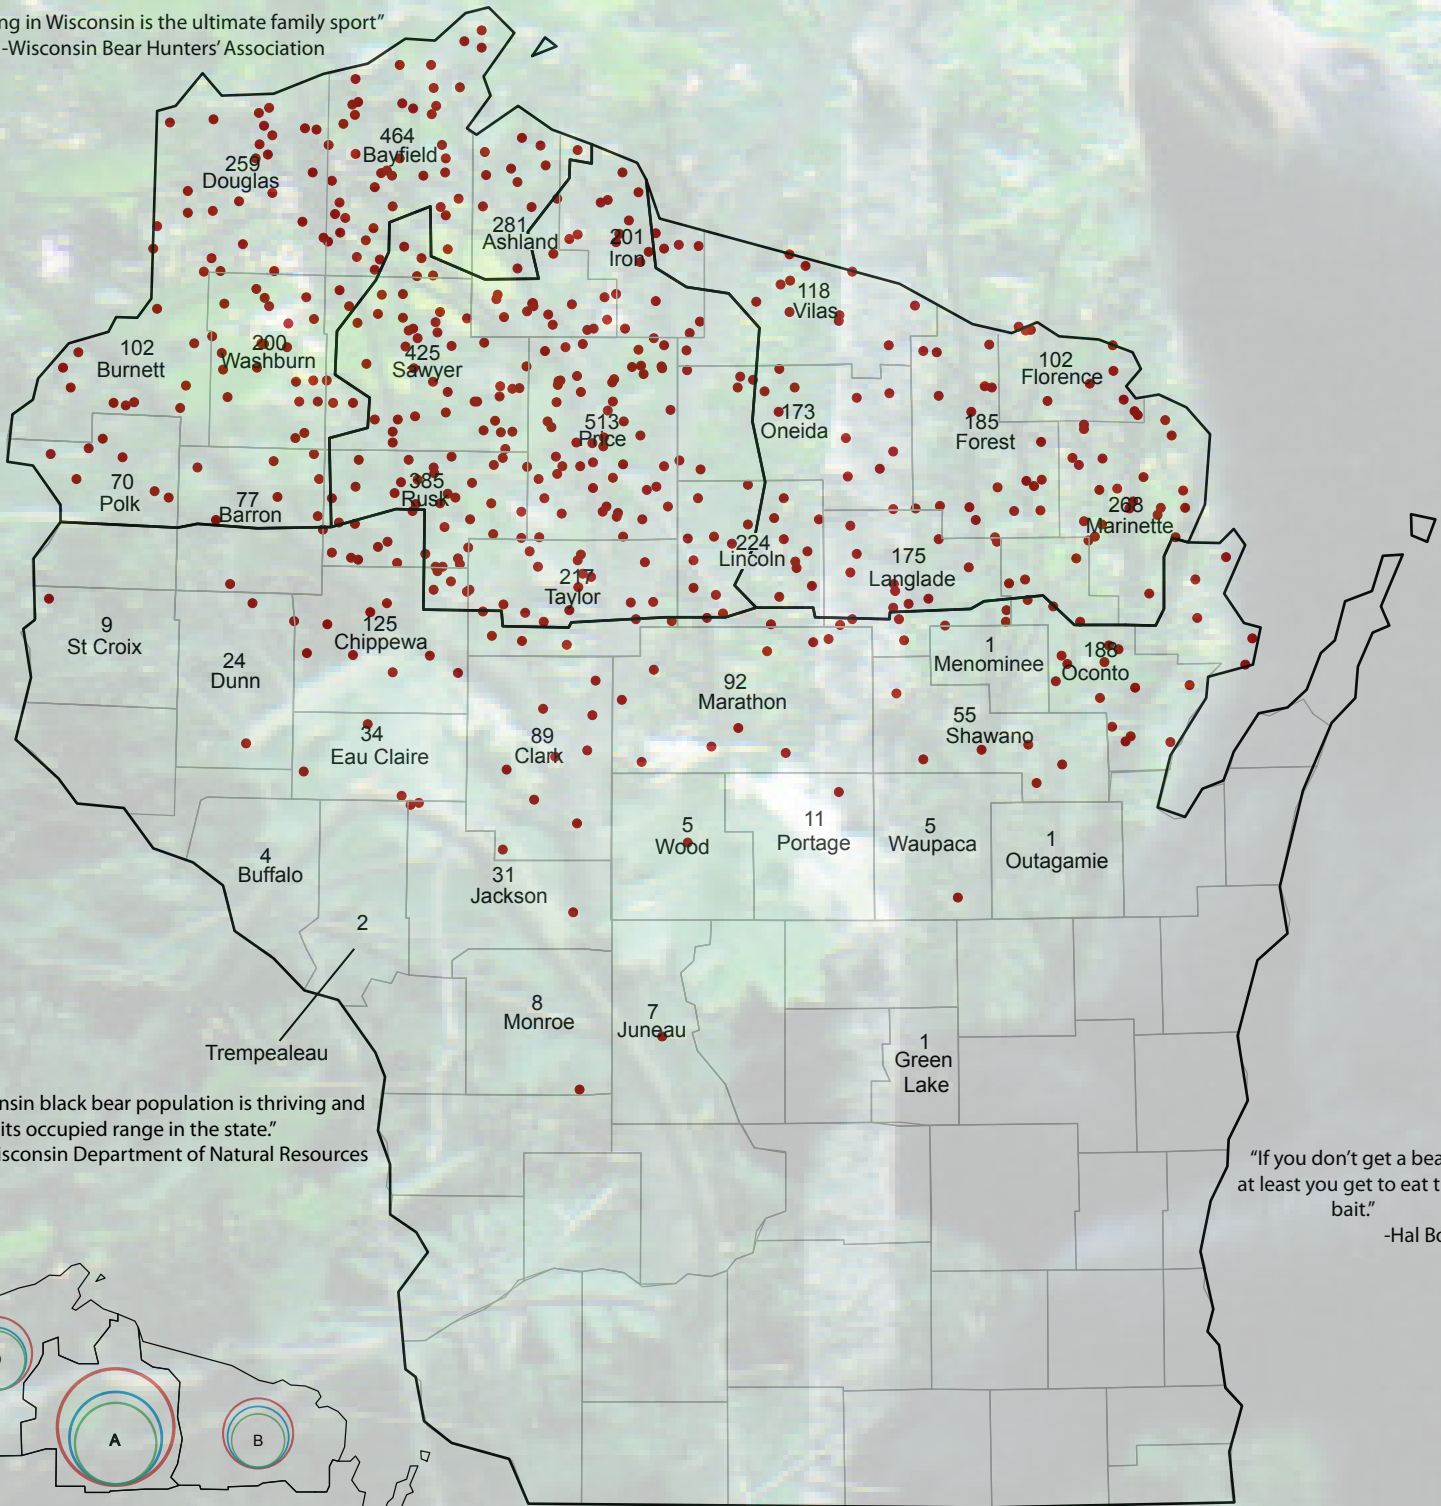 ng in Wisconsin is the ultimate family sport”
-Wisconsin Bear Hunters’ Association
464
Bayfield
259
Douglas
281
Ashland
201
Iron
118
Vilas
102
Burnett
200
Washburn
425
Sawyer
102
Florence
513
Price
173
Oneida
185
Forest
70
Polk
77
Barron
385
Rusk
268
Marinette
224
Lincoln
175
Langlade
217
Taylor
9
St Croix
125
Chippewa
24
Dunn
1
Menominee
188
Oconto
92
Marathon
55
Shawano
34
Eau Claire
89
Clark
5
Wood
11
Portage
5
Waupaca
1
Outagamie
4
Buffalo
31
Jackson
2
Trempealeau
8
Monroe
7
Juneau
1
Green
Lake
nsin black bear population is thriving and
its occupied range in the state.”
isconsin Department of Natural Resources
“If you don’t get a bea
at least you get to eat t
bait.”
-Hal Bo
A
B